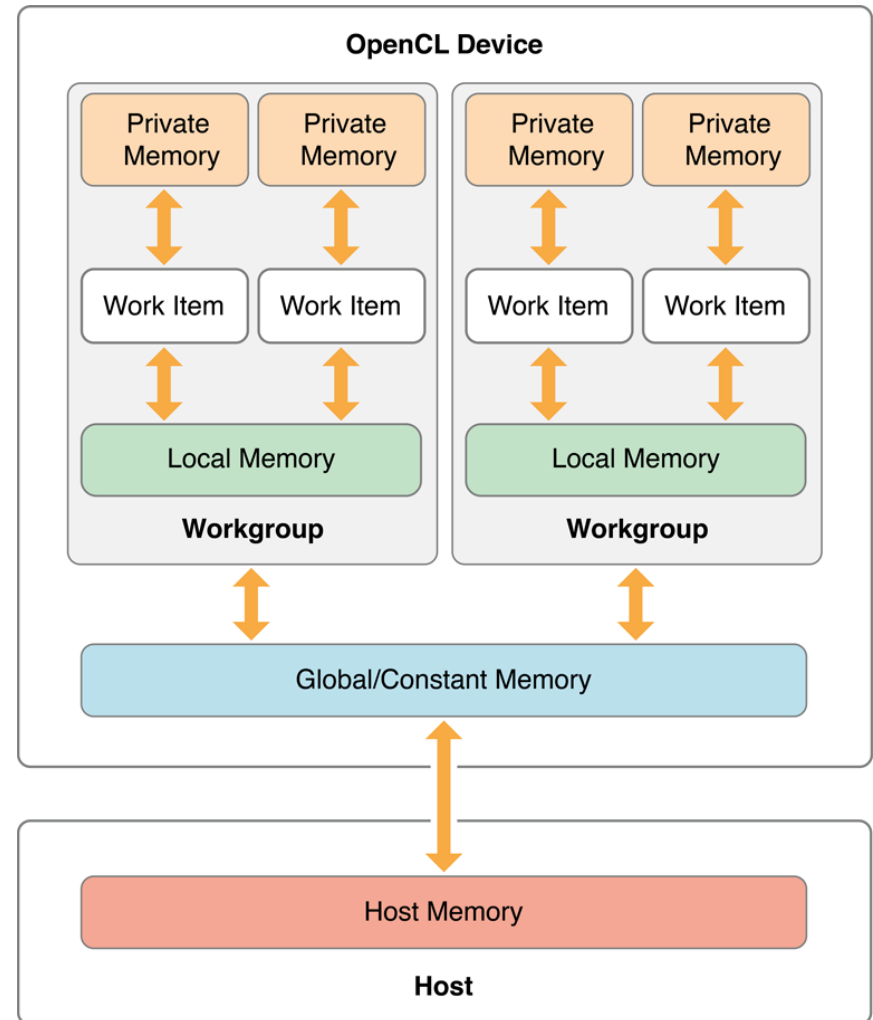 OpenCL Device
Private
Memory
Private
Memory
Private
Memory
Private
Memory
Work Item
Work Item
Work Item
Work Item
Local Memory
Local Memory
Workgroup
Workgroup
Global/Constant Memory
Host Memory
Host